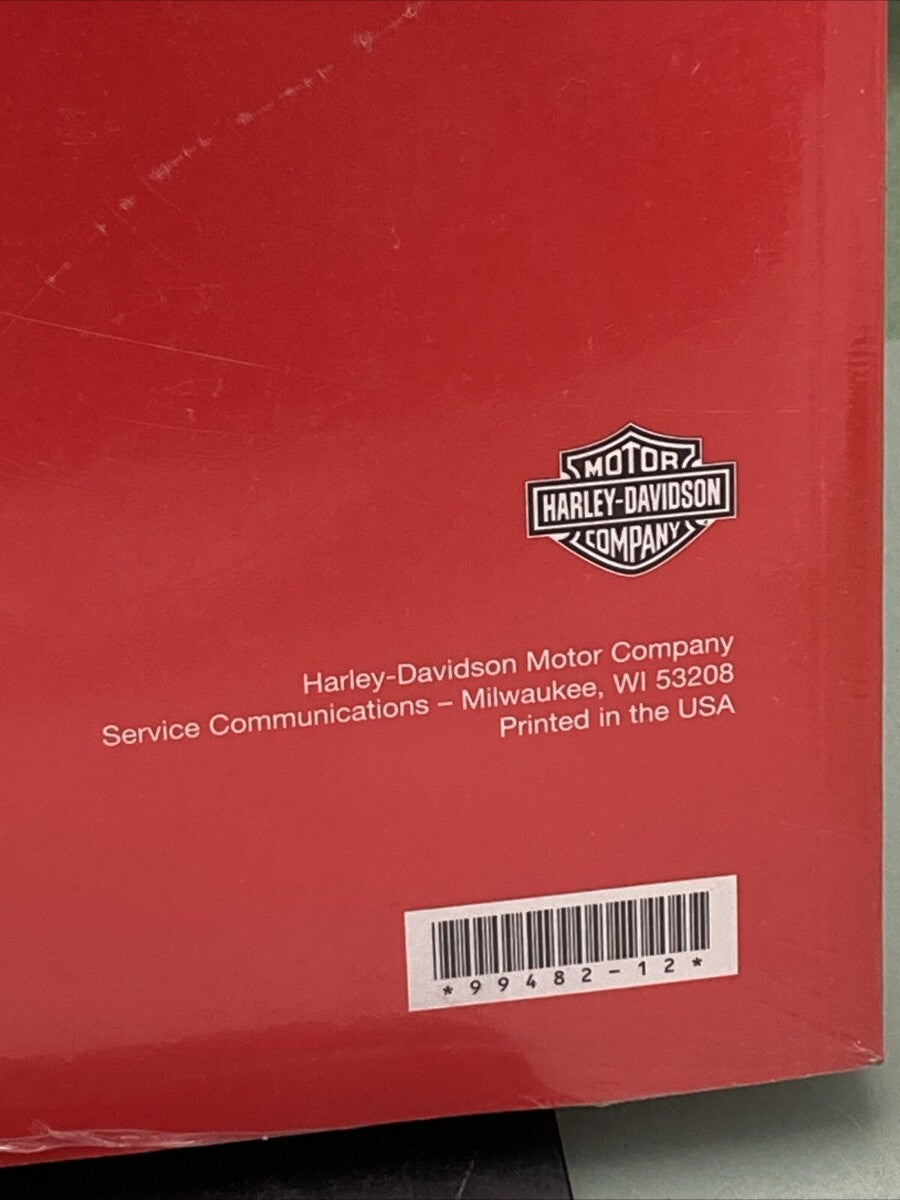 MOTOR
HARLEY-DAVIDSON
COMPANY
Harley-Davidson Motor Company
Service Communications – Milwaukee, WI 53208
Printed in the USA
*99482-12*